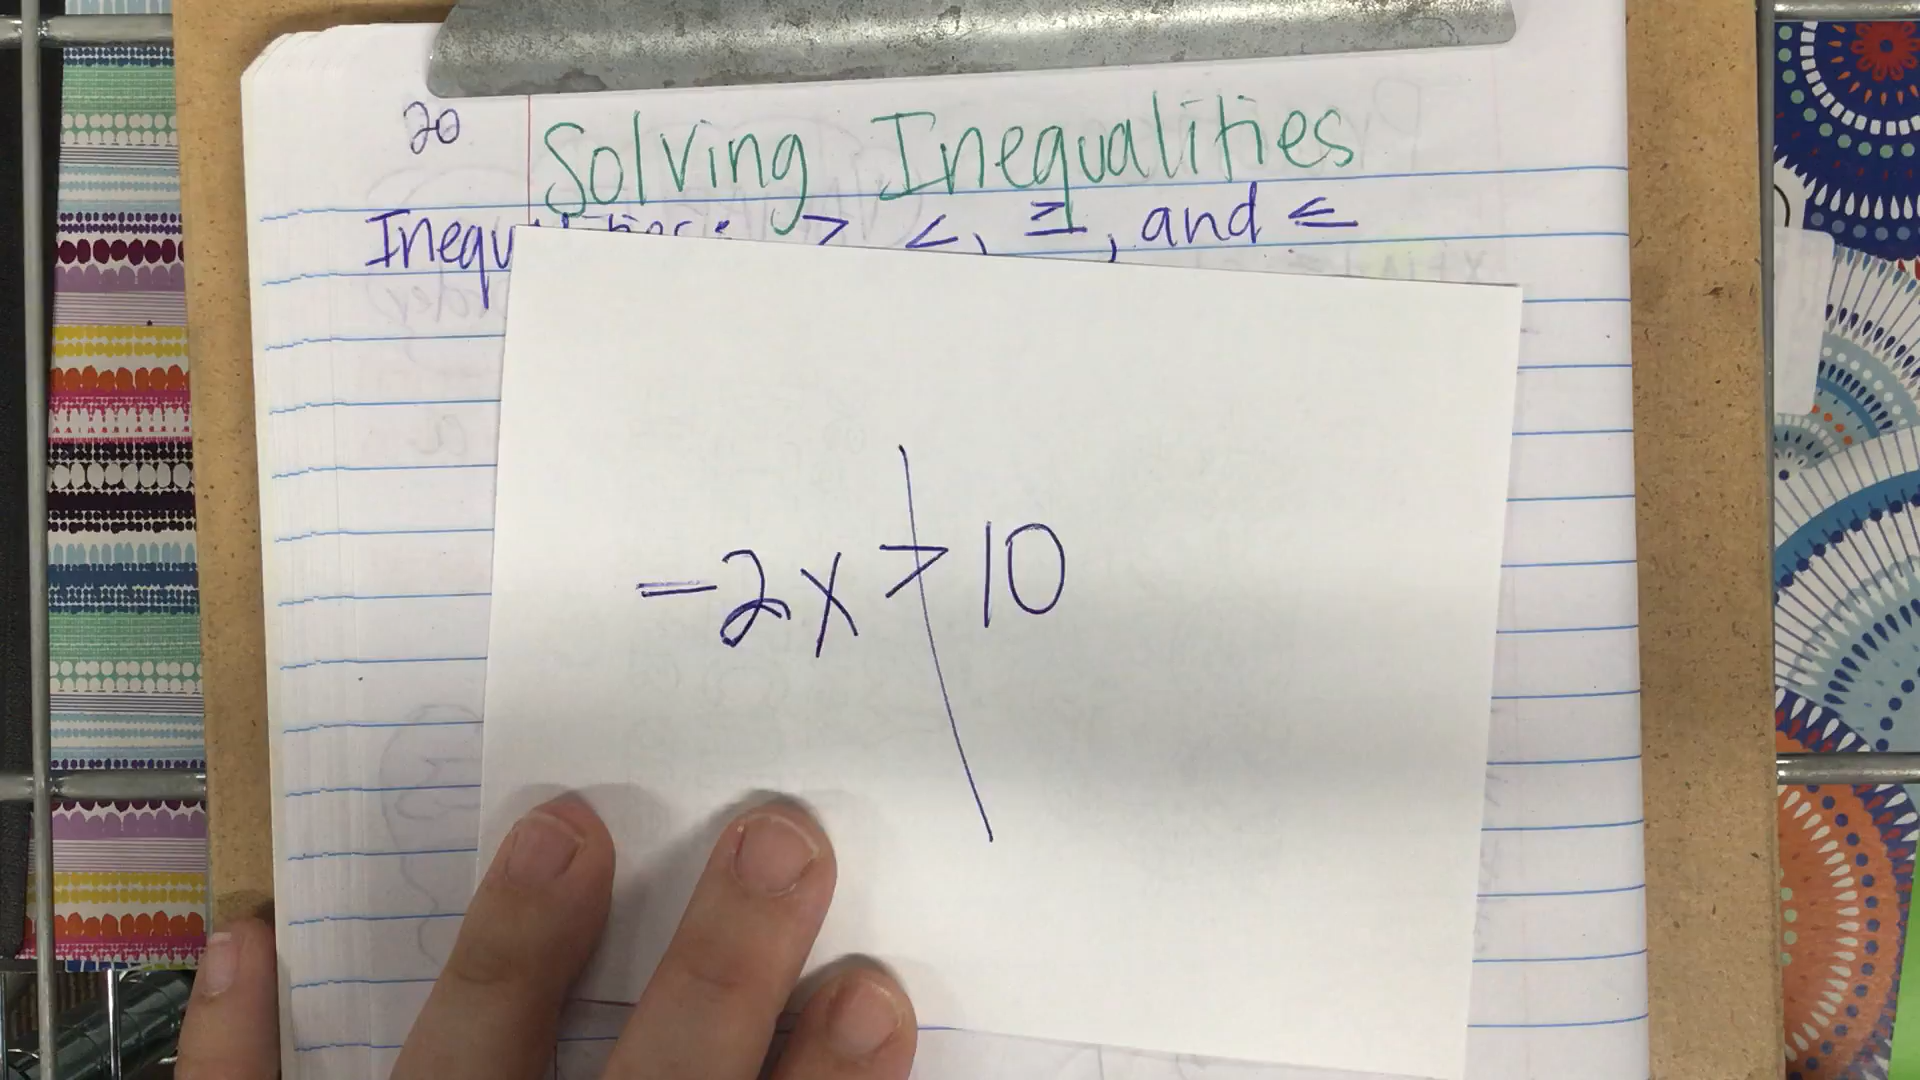 20
Solving Inequalities
> <, ≥, and ≤
-2x > 10